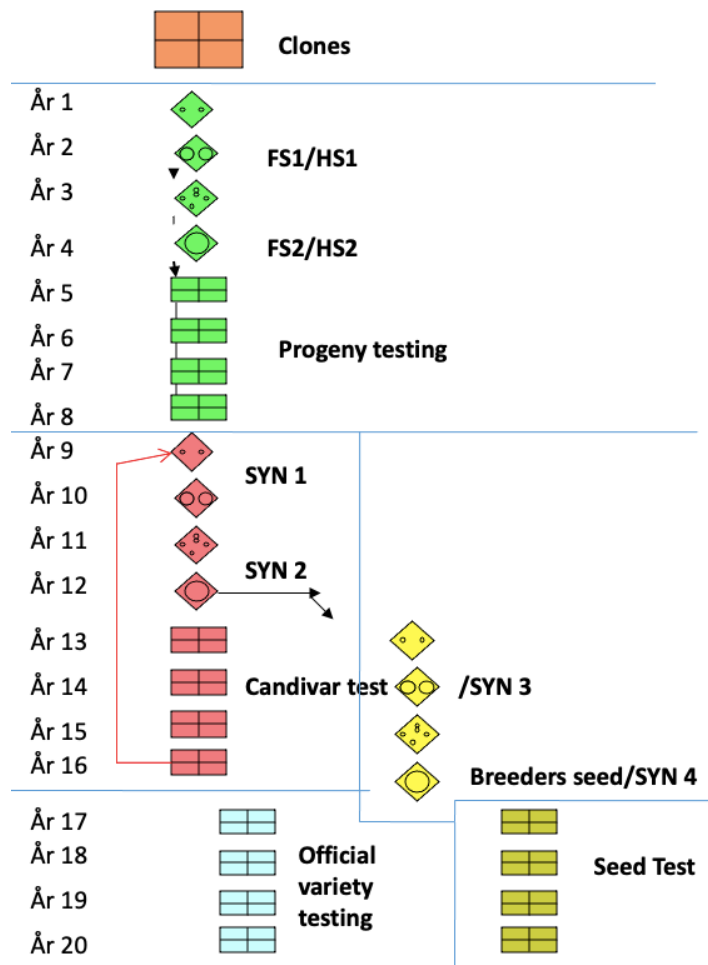 Clones
År 1
År 2
FS1/HS1
År 3
År 4
FS2/HS2
År 5
År 6
Progeny testing
År 7
År 8
År 9
SYN 1
År 10
År 11
SYN 2
År 12
År 13
År 14
Candivar test
/SYN 3
År 15
År 16
Breeders seed/SYN 4
År 17
År 18
Official
variety
testing
Seed Test
År 19
År 20